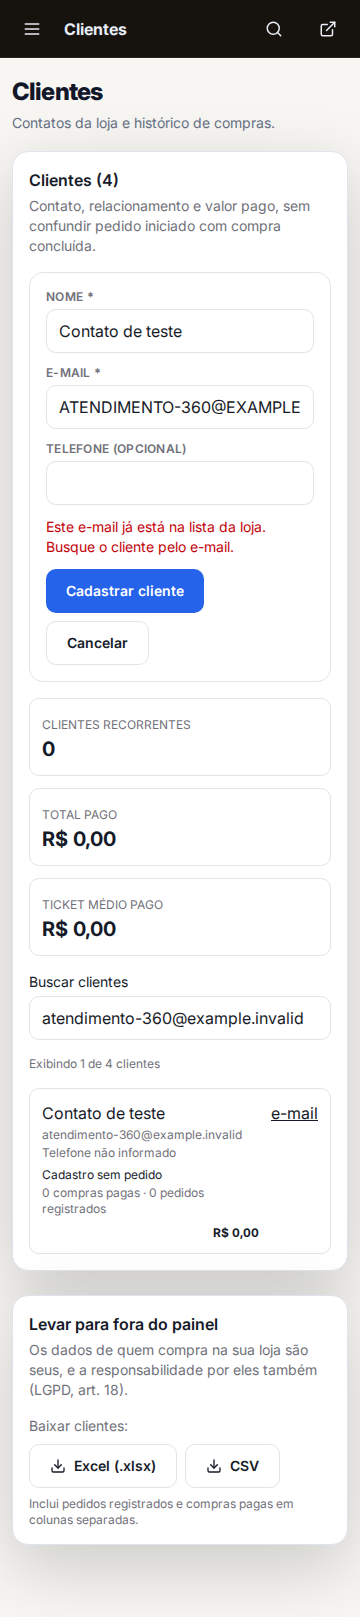 Clientes
Clientes
Contatos da loja e histórico de compras.
Clientes (4)
Contato, relacionamento e valor pago, sem
confundir pedido iniciado com compra
concluída.
NOME *
Contato de teste
E-MAIL *
ATENDIMENTO-360@EXAMPLE
TELEFONE (OPCIONAL)
Este e-mail já está na lista da loja.
Busque o cliente pelo e-mail.
Cadastrar cliente
Cancelar
CLIENTES RECORRENTES
0
TOTAL PAGO
R$ 0,00
TICKET MÉDIO PAGO
R$ 0,00
Buscar clientes
atendimento-360@example.invalid
Exibindo 1 de 4 clientes
Contato de teste
e-mail
atendimento-360@example.invalid
Telefone não informado
Cadastro sem pedido
0 compras pagas · 0 pedidos
registrados
R$ 0,00
Levar para fora do painel
Os dados de quem compra na sua loja são
seus, e a responsabilidade por eles também
(LGPD, art. 18).
Baixar clientes:
Excel (.xlsx)
CSV
Inclui pedidos registrados e compras pagas em
colunas separadas.